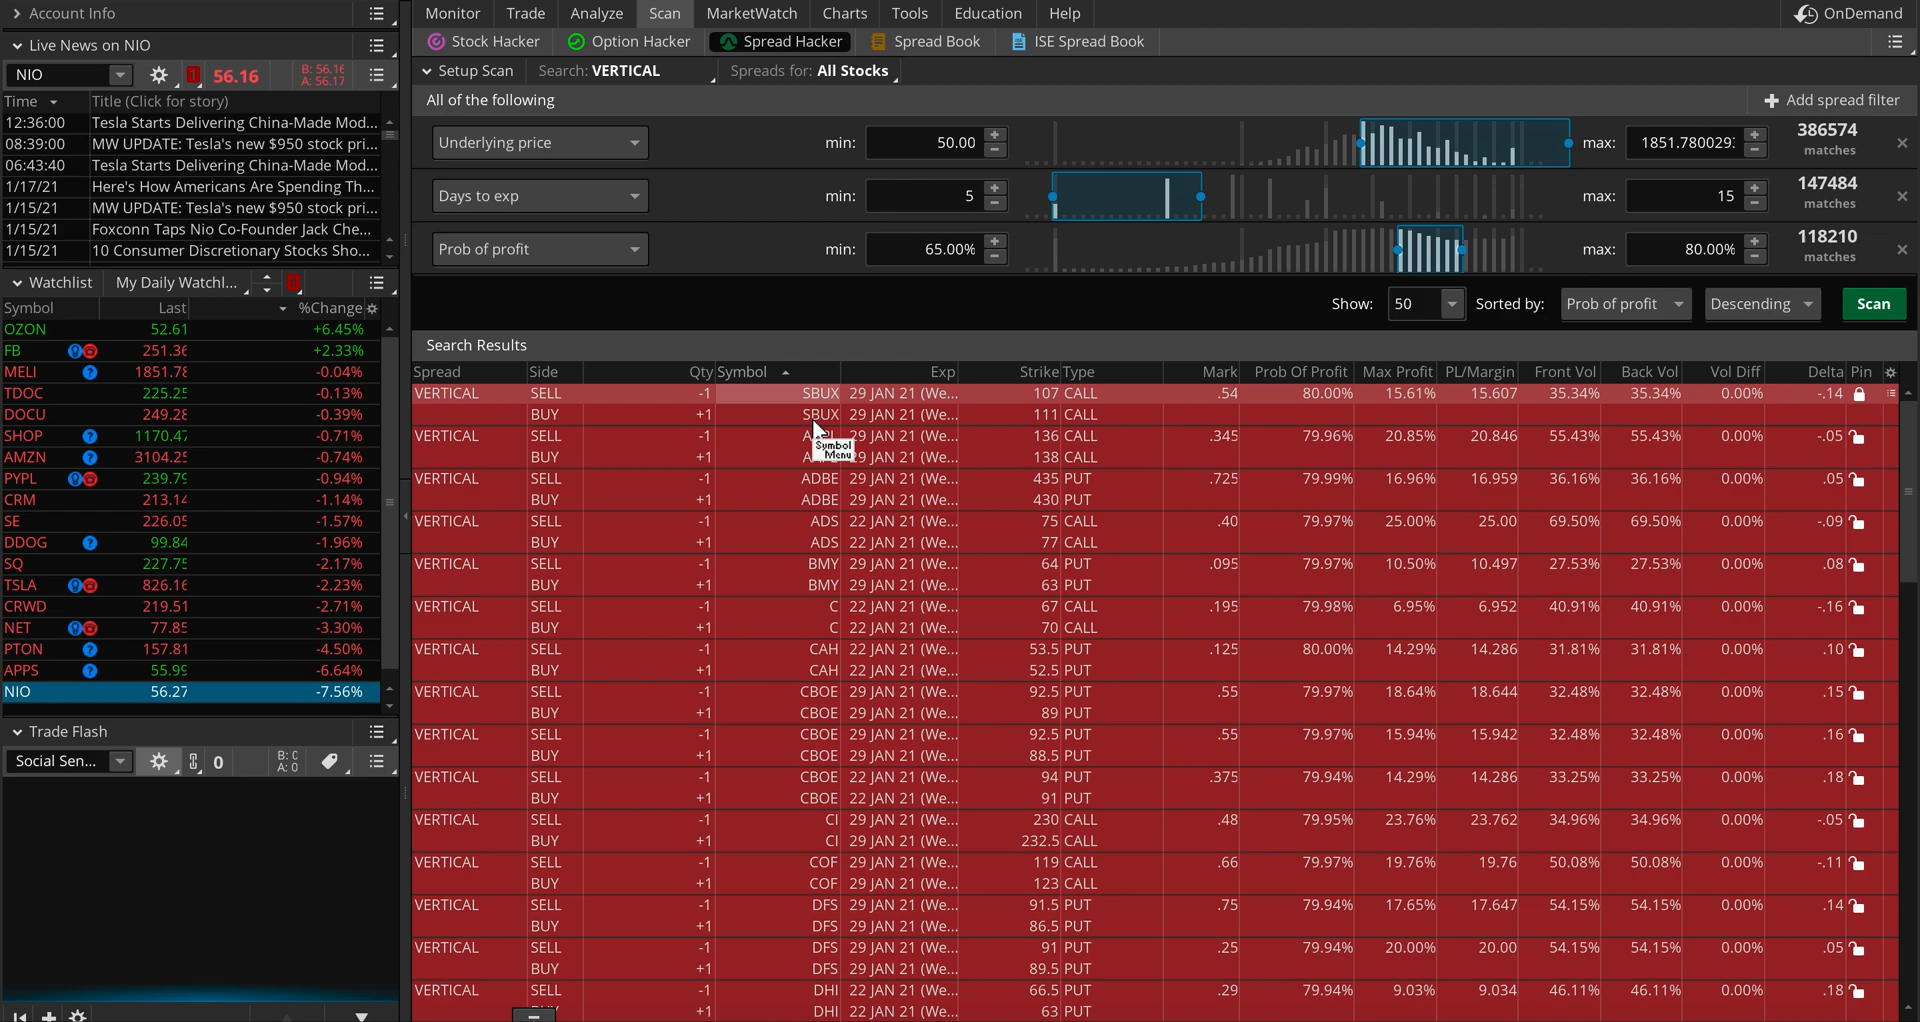 Account Info
Live News on NIO
NIO 1 56.16 B: 56.16 A: 56.17
Time Title (Click for story)
12:36:00 Tesla Starts Delivering China-Made Mod...
08:39:00 MW UPDATE: Tesla's new $950 stock pri...
06:43:40 Tesla Starts Delivering China-Made Mod...
1/17/21 Here's How Americans Are Spending Th...
1/15/21 MW UPDATE: Tesla's new $950 stock pri...
1/15/21 Foxconn Taps Nio Co-Founder Jack Che...
1/15/21 10 Consumer Discretionary Stocks Sho...
Watchlist My Daily Watchl...
Symbol Last %Change
OZON 52.61 +6.45%
FB 251.36 +2.33%
MELI 1851.78 -0.04%
TDOC 225.25 -0.13%
DOCU 249.28 -0.39%
SHOP 1170.47 -0.71%
AMZN 3104.25 -0.74%
PYPL 239.79 -0.94%
CRM 213.14 -1.14%
SE 226.05 -1.57%
DDOG 99.84 -1.96%
SQ 227.75 -2.17%
TSLA 826.16 -2.23%
CRWD 219.51 -2.71%
NET 77.85 -3.30%
PTON 157.81 -4.50%
APPS 55.99 -6.64%
NIO 56.27 -7.56%
Trade Flash
Social Sen... 0 B: 0 A: 0
Monitor Trade Analyze Scan MarketWatch Charts Tools Education Help OnDemand
Stock Hacker Option Hacker Spread Hacker Spread Book ISE Spread Book
Setup Scan Search: VERTICAL Spreads for: All Stocks
All of the following Add spread filter
Underlying price min: 50.00 max: 1851.7800293 386574 matches
Days to exp min: 5 max: 15 147484 matches
Prob of profit min: 65.00% max: 80.00% 118210 matches
Show: 50 Sorted by: Prob of profit Descending Scan
Search Results
Spread Side Qty Symbol Exp Strike Type Mark Prob Of Profit Max Profit PL/Margin Front Vol Back Vol Vol Diff Delta Pin
VERTICAL SELL -1 SBUX 29 JAN 21 (We... 107 CALL .54 80.00% 15.61% 15.607 35.34% 35.34% 0.00% -.14
BUY +1 SBUX 29 JAN 21 (We... 111 CALL
VERTICAL SELL -1 29 JAN 21 (We... 136 CALL .345 79.96% 20.85% 20.846 55.43% 55.43% 0.00% -.05
BUY +1 29 JAN 21 (We... 138 CALL
Symbol Menu
VERTICAL SELL -1 ADBE 29 JAN 21 (We... 435 PUT .725 79.99% 16.96% 16.959 36.16% 36.16% 0.00% .05
BUY +1 ADBE 29 JAN 21 (We... 430 PUT
VERTICAL SELL -1 ADS 22 JAN 21 (We... 75 CALL .40 79.97% 25.00% 25.00 69.50% 69.50% 0.00% -.09
BUY +1 ADS 22 JAN 21 (We... 77 CALL
VERTICAL SELL -1 BMY 29 JAN 21 (We... 64 PUT .095 79.97% 10.50% 10.497 27.53% 27.53% 0.00% .08
BUY +1 BMY 29 JAN 21 (We... 63 PUT
VERTICAL SELL -1 C 22 JAN 21 (We... 67 CALL .195 79.98% 6.95% 6.952 40.91% 40.91% 0.00% -.16
BUY +1 C 22 JAN 21 (We... 70 CALL
VERTICAL SELL -1 CAH 22 JAN 21 (We... 53.5 PUT .125 80.00% 14.29% 14.286 31.81% 31.81% 0.00% .10
BUY +1 CAH 22 JAN 21 (We... 52.5 PUT
VERTICAL SELL -1 CBOE 29 JAN 21 (We... 92.5 PUT .55 79.97% 18.64% 18.644 32.48% 32.48% 0.00% .15
BUY +1 CBOE 29 JAN 21 (We... 89 PUT
VERTICAL SELL -1 CBOE 29 JAN 21 (We... 92.5 PUT .55 79.97% 15.94% 15.942 32.48% 32.48% 0.00% .16
BUY +1 CBOE 29 JAN 21 (We... 88.5 PUT
VERTICAL SELL -1 CBOE 22 JAN 21 (We... 94 PUT .375 79.94% 14.29% 14.286 33.25% 33.25% 0.00% .18
BUY +1 CBOE 22 JAN 21 (We... 91 PUT
VERTICAL SELL -1 CI 29 JAN 21 (We... 230 CALL .48 79.95% 23.76% 23.762 34.96% 34.96% 0.00% -.05
BUY +1 CI 29 JAN 21 (We... 232.5 CALL
VERTICAL SELL -1 COF 29 JAN 21 (We... 119 CALL .66 79.97% 19.76% 19.76 50.08% 50.08% 0.00% -.11
BUY +1 COF 29 JAN 21 (We... 123 CALL
VERTICAL SELL -1 DFS 29 JAN 21 (We... 91.5 PUT .75 79.94% 17.65% 17.647 54.15% 54.15% 0.00% .14
BUY +1 DFS 29 JAN 21 (We... 86.5 PUT
VERTICAL SELL -1 DFS 29 JAN 21 (We... 91 PUT .25 79.94% 20.00% 20.00 54.15% 54.15% 0.00% .05
BUY +1 DFS 29 JAN 21 (We... 89.5 PUT
VERTICAL SELL -1 DHI 22 JAN 21 (We... 66.5 PUT .29 79.94% 9.03% 9.034 46.11% 46.11% 0.00% .18
+1 DHI 22 JAN 21 (We... 63 PUT